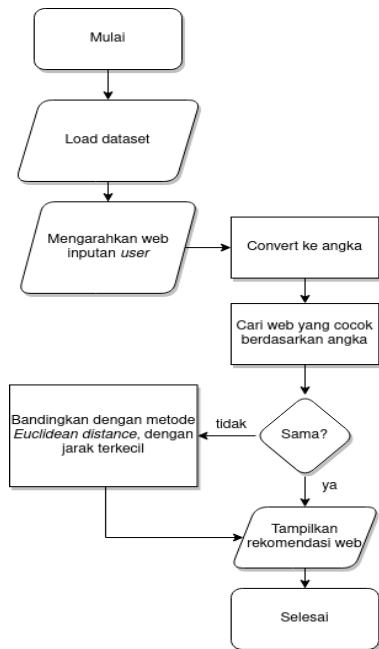 Mulai
Load dataset
Mengarahkan web
inputan user
Convert ke angka
Cari web yang cocok
berdasarkan angka
Sama?
tidak
Bandingkan dengan metode
Euclidean distance, dengan
jarak terkecil
ya
Tampilkan
rekomendasi web
Selesai